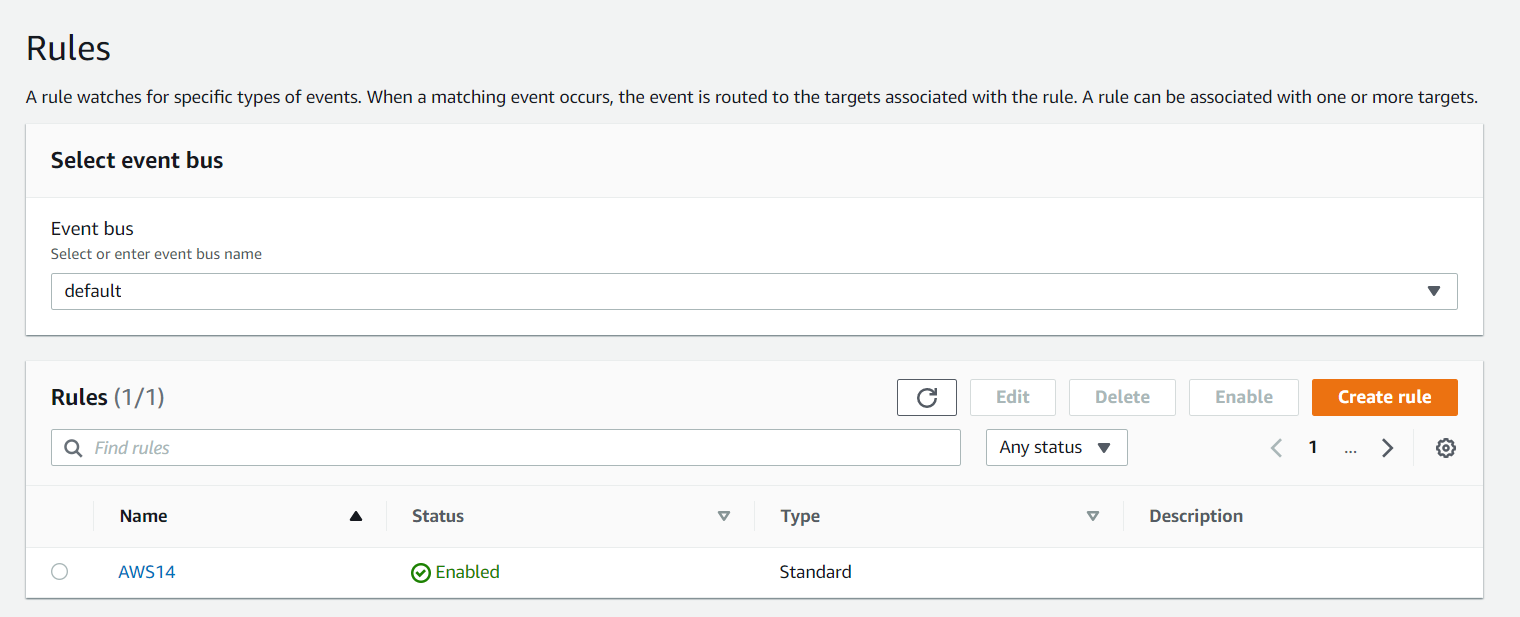 Rules
A rule watches for specific types of events. When a matching event occurs, the event is routed to the targets associated with the rule. A rule can be associated with one or more targets.
Select event bus
Event bus
Select or enter event bus name
default
Rules (1/1)
Edit
Delete
Enable
Create rule
Find rules
Any status
1
...
Name
Status
Type
Description
AWS14
Enabled
Standard